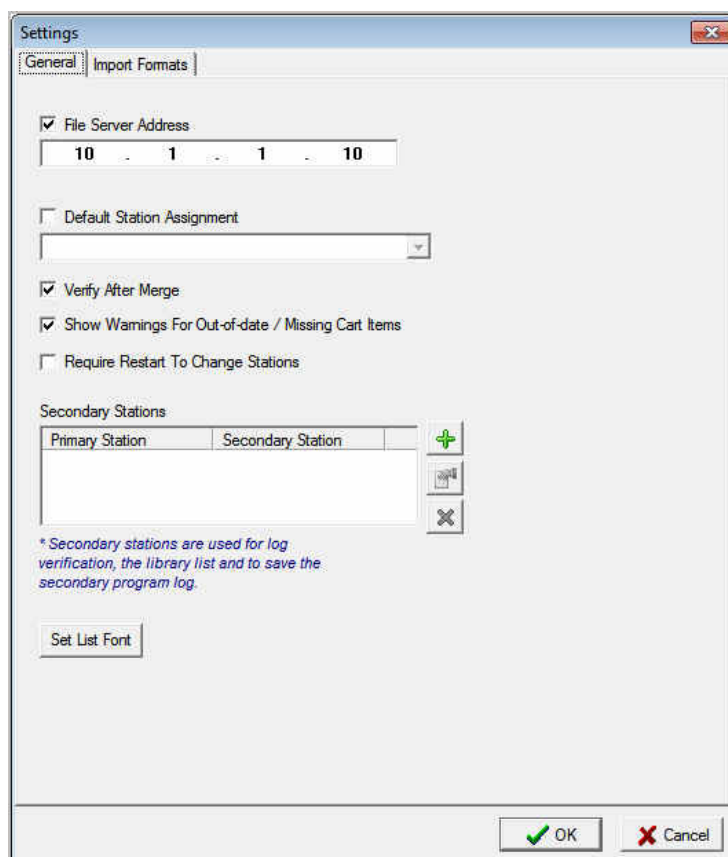 Settings
General
Import Formats
File Server Address
10 . 1 . 1 . 10
Default Station Assignment
Verify After Merge
Show Warnings For Out-of-date / Missing Cart Items
Require Restart To Change Stations
Secondary Stations
Primary Station
Secondary Station
* Secondary stations are used for log
verification, the library list and to save the
secondary program log.
Set List Font
OK
Cancel